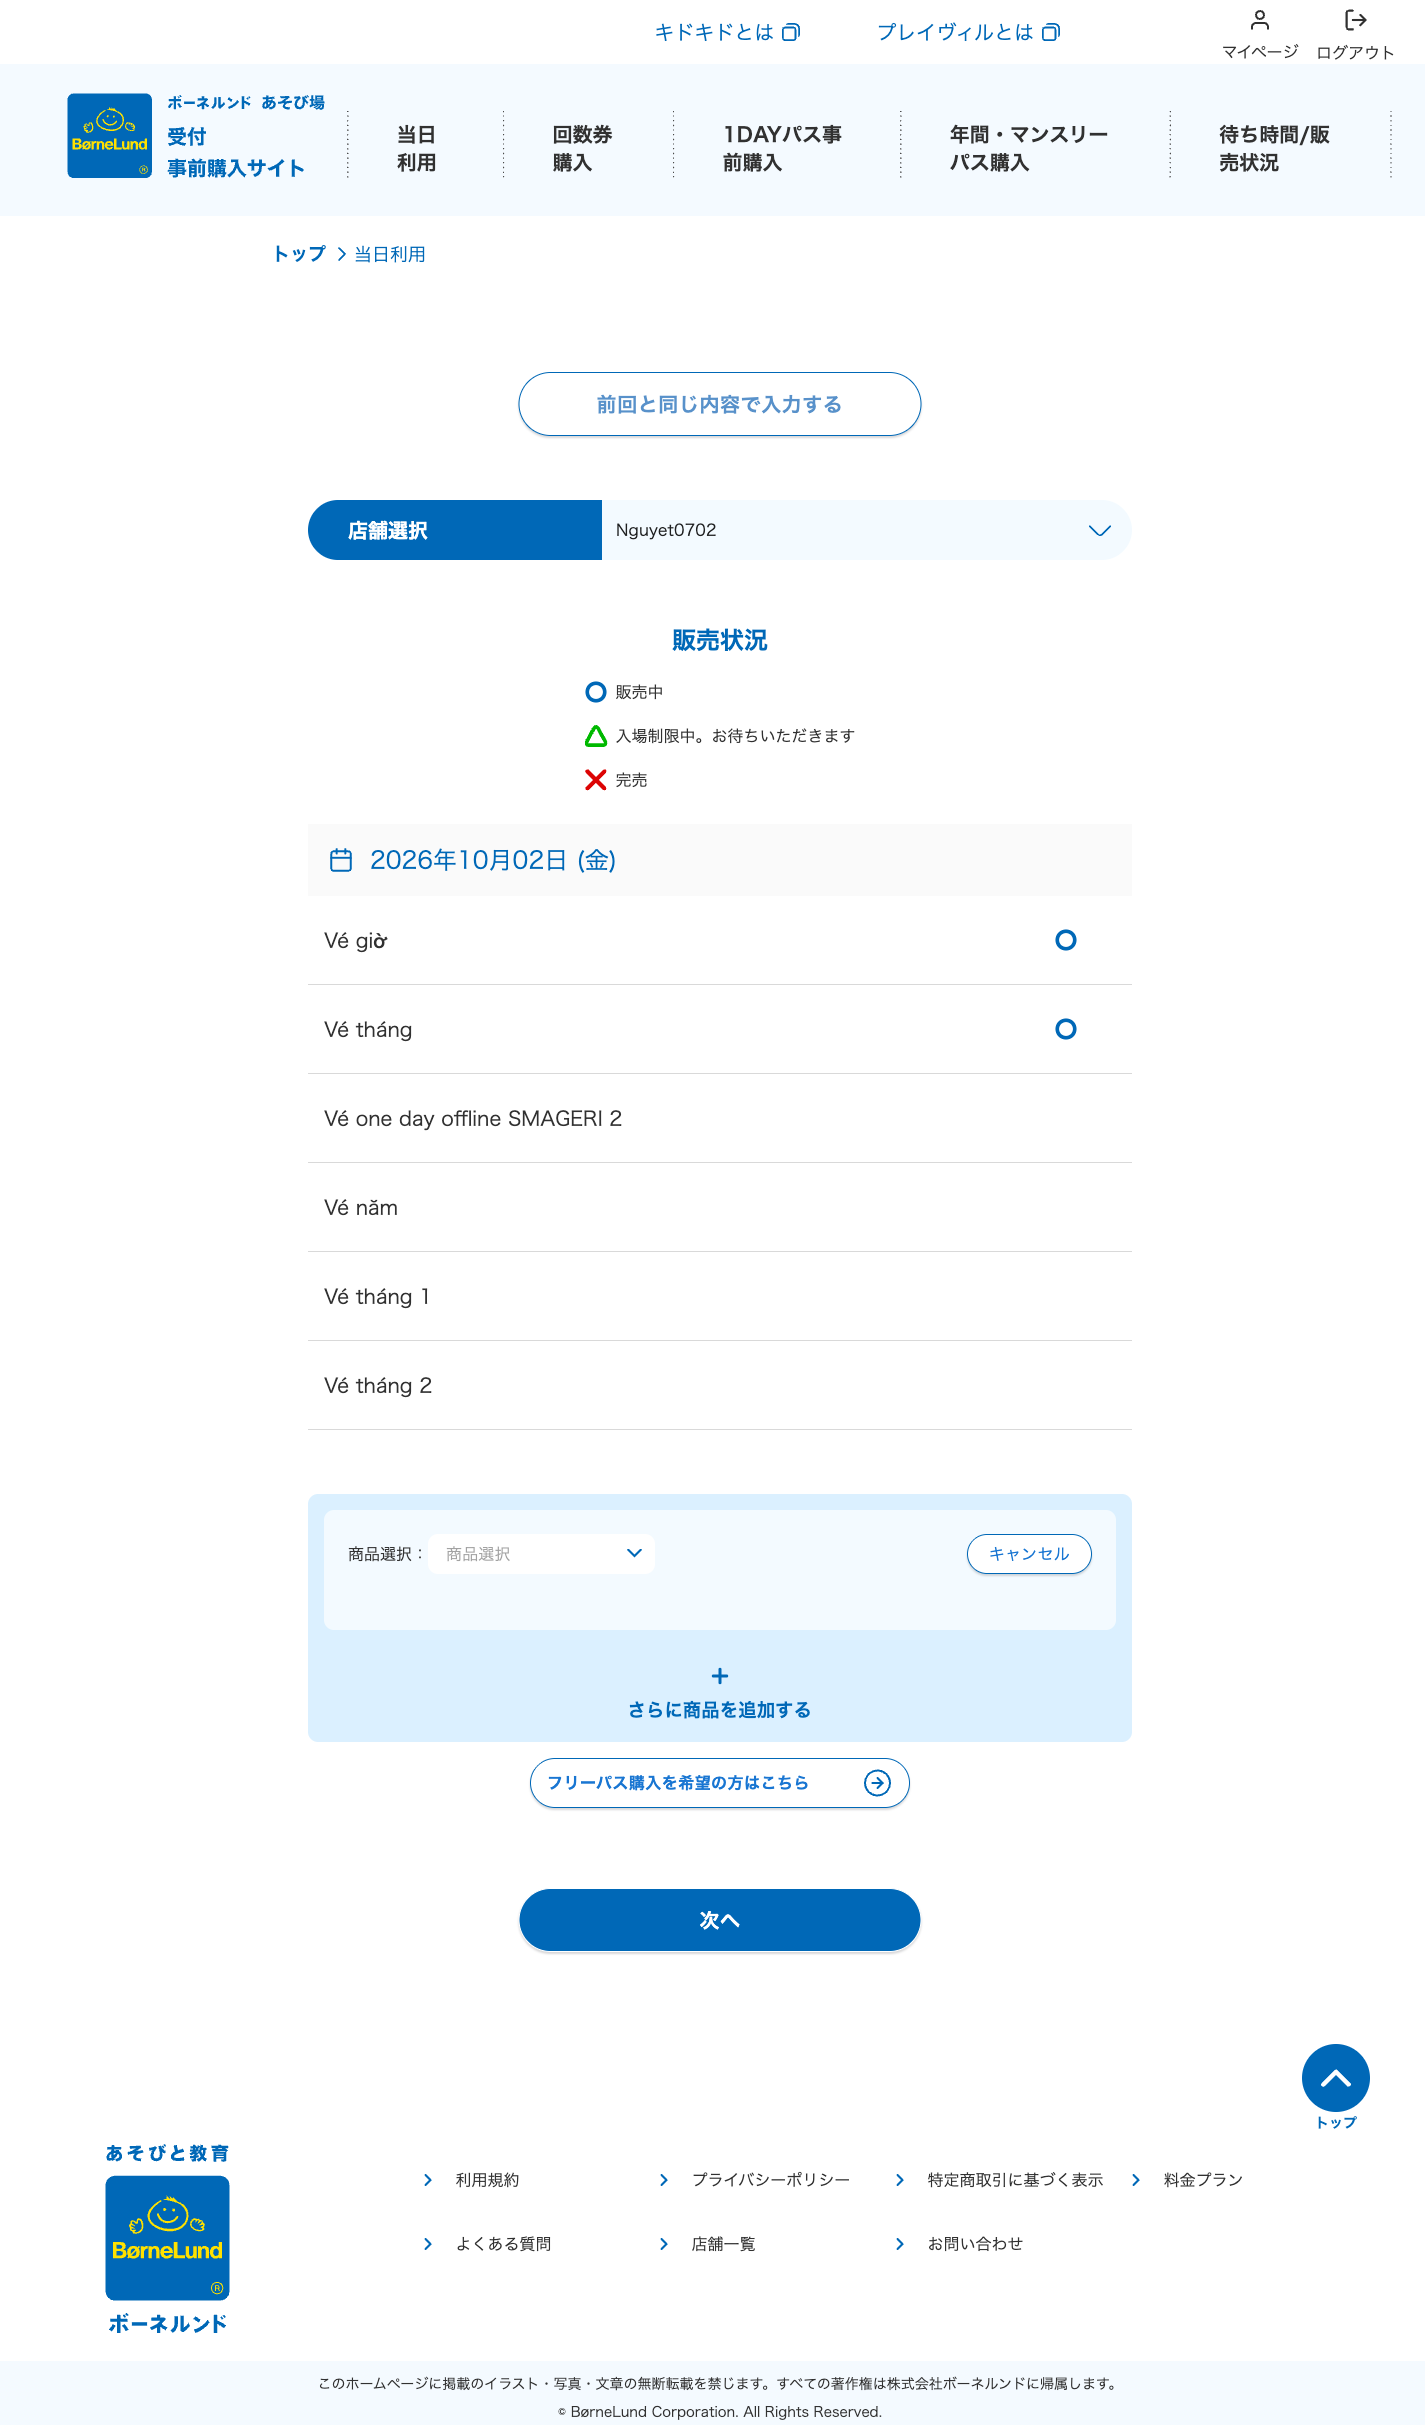 キドキドとは
プレイヴィルとは
マイページ
ログアウト
BørneLund
®
ボーネルンド あそび場
受付
事前購入サイト
当日
利用
回数券
購入
1DAYパス事
前購入
年間・マンスリー
パス購入
待ち時間/販
売状況
トップ
当日利用
前回と同じ内容で入力する
店舗選択
Nguyet0702
販売状況
販売中
入場制限中。お待ちいただきます
完売
2026年10月02日 (金)
Vé giờ
Vé tháng
Vé one day offline SMAGERI 2
Vé năm
Vé tháng 1
Vé tháng 2
商品選択：
商品選択
キャンセル
さらに商品を追加する
フリーパス購入を希望の方はこちら
次へ
トップ
あそびと教育
BørneLund
®
ボーネルンド
利用規約
プライバシーポリシー
特定商取引に基づく表示
料金プラン
よくある質問
店舗一覧
お問い合わせ
このホームページに掲載のイラスト・写真・文章の無断転載を禁じます。すべての著作権は株式会社ボーネルンドに帰属します。
© BørneLund Corporation. All Rights Reserved.